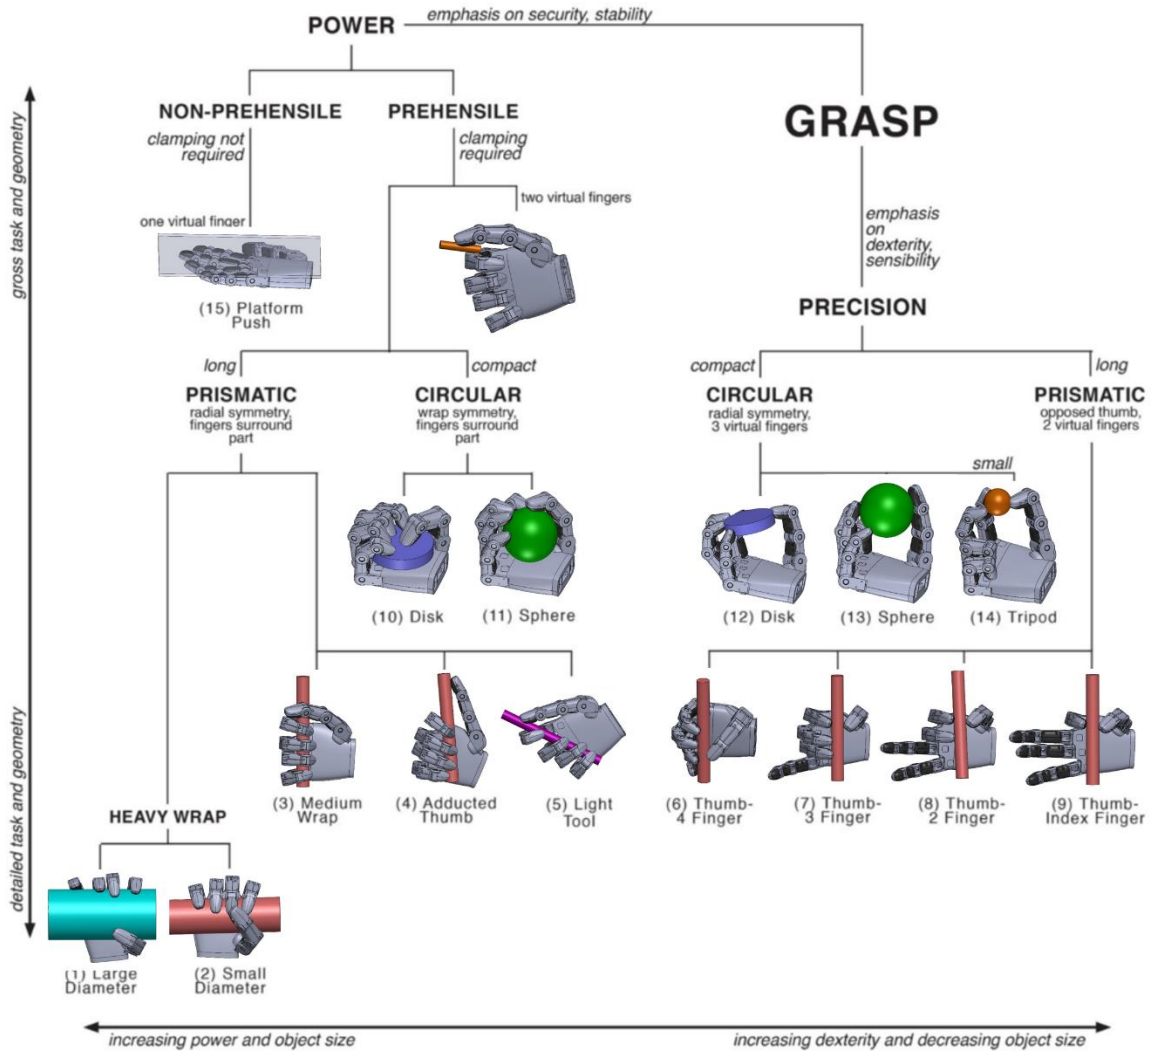 emphasis on security, stability
POWER
NON-PREHENSILE
PREHENSILE
GRASP
clamping not
required
clamping
required
two virtual fingers
one virtual finger
emphasis
on
dexterity,
sensibility
(15) Platform
Push
PRECISION
long
compact
compact
long
PRISMATIC
radial symmetry,
fingers surround
part
CIRCULAR
wrap symmetry,
fingers surround
part
CIRCULAR
radial symmetry,
3 virtual fingers
PRISMATIC
opposed thumb,
2 virtual fingers
small
(10) Disk
(11) Sphere
(12) Disk
(13) Sphere
(14) Tripod
(3) Medium
Wrap
(4) Adducted
Thumb
(5) Light
Tool
(6) Thumb-
4 Finger
(7) Thumb-
3 Finger
(8) Thumb-
2 Finger
(9) Thumb-
Index Finger
HEAVY WRAP
(1) Large
Diameter
(2) Small
Diameter
gross task and geometry
detailed task and geometry
increasing power and object size
increasing dexterity and decreasing object size